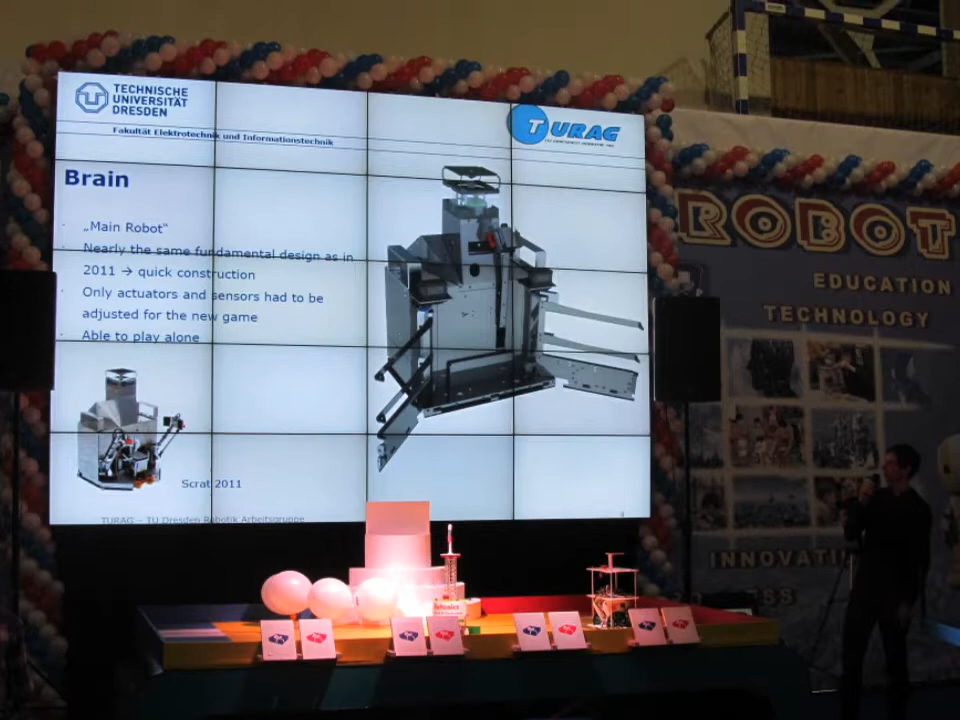 TECHNISCHE
UNIVERSITÄT
DRESDEN
Fakultät Elektrotechnik und Informationstechnik
TURAG
Brain
„Main Robot“
Nearly the same fundamental design as in
2011 → quick construction
Only actuators and sensors had to be
adjusted for the new game
Able to play alone
Scrat 2011
TURAG – TU Dresden Robotik Arbeitsgruppe
ROBOT
EDUCATION
TECHNOLOGY
INNOVATI
ESS